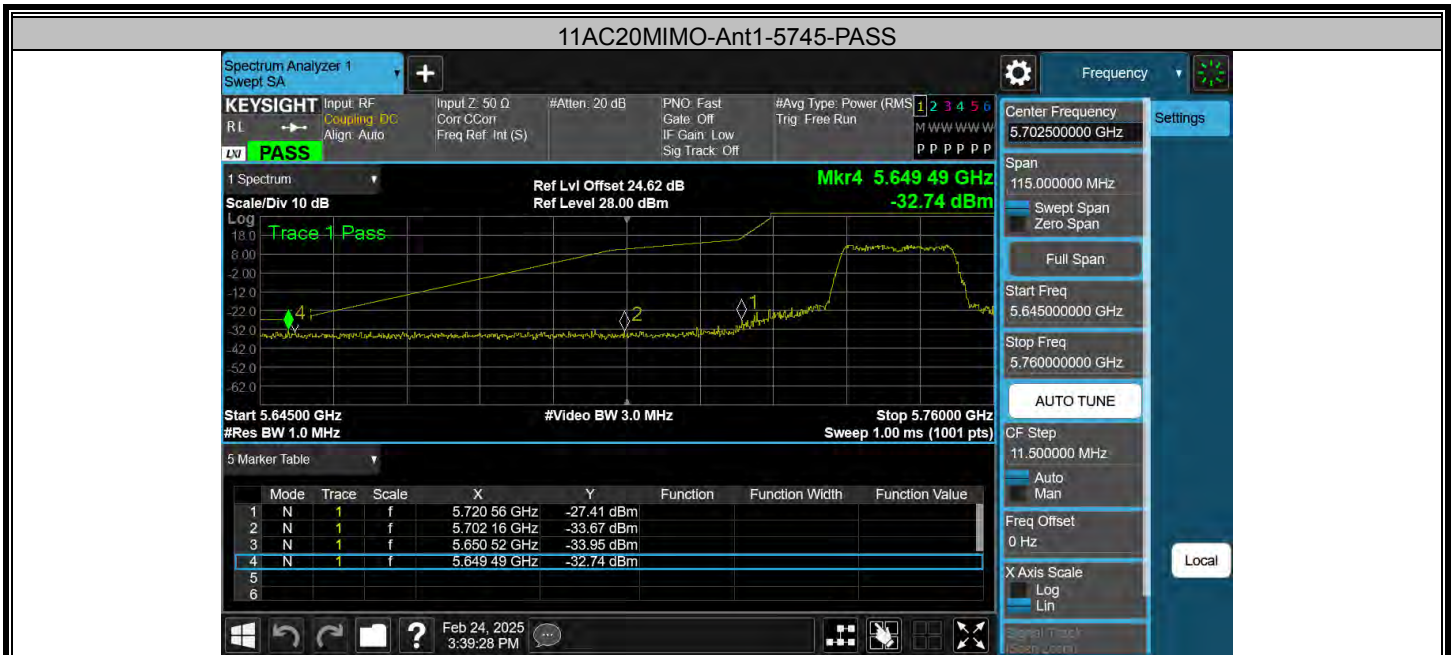 11AC20MIMO-Ant1-5745-PASS
Spectrum Analyzer 1
Swept SA
Frequency
KEYSIGHT
RL
LXI PASS
Input: RF
Coupling: DC
Align: Auto
Input Z: 50 Ω
Corr CCorr
Freq Ref: Int (S)
#Atten: 20 dB
PNO: Fast
Gate: Off
IF Gain: Low
Sig Track: Off
#Avg Type: Power (RMS
Trig: Free Run
1 2 3 4 5 6
M W W W W W
P P P P P P
1 Spectrum
Scale/Div 10 dB
Ref Lvl Offset 24.62 dB
Ref Level 28.00 dBm
Mkr4 5.649 49 GHz
-32.74 dBm
Log
Trace 1 Pass
18.0
8.00
-2.00
-12.0
-22.0
-32.0
-42.0
-52.0
-62.0
4
2
1
Start 5.64500 GHz
#Video BW 3.0 MHz
Stop 5.76000 GHz
#Res BW 1.0 MHz
Sweep 1.00 ms (1001 pts)
5 Marker Table
Mode Trace Scale X Y Function Function Width Function Value
1 N 1 f 5.720 56 GHz -27.41 dBm
2 N 1 f 5.702 16 GHz -33.67 dBm
3 N 1 f 5.650 52 GHz -33.95 dBm
4 N 1 f 5.649 49 GHz -32.74 dBm
5
6
?
Feb 24, 2025
3:39:28 PM
Center Frequency
5.702500000 GHz
Settings
Span
115.000000 MHz
Swept Span
Zero Span
Full Span
Start Freq
5.645000000 GHz
Stop Freq
5.760000000 GHz
AUTO TUNE
CF Step
11.500000 MHz
Auto
Man
Freq Offset
0 Hz
X Axis Scale
Log
Lin
Local
Signal Track
(Span Zoom)